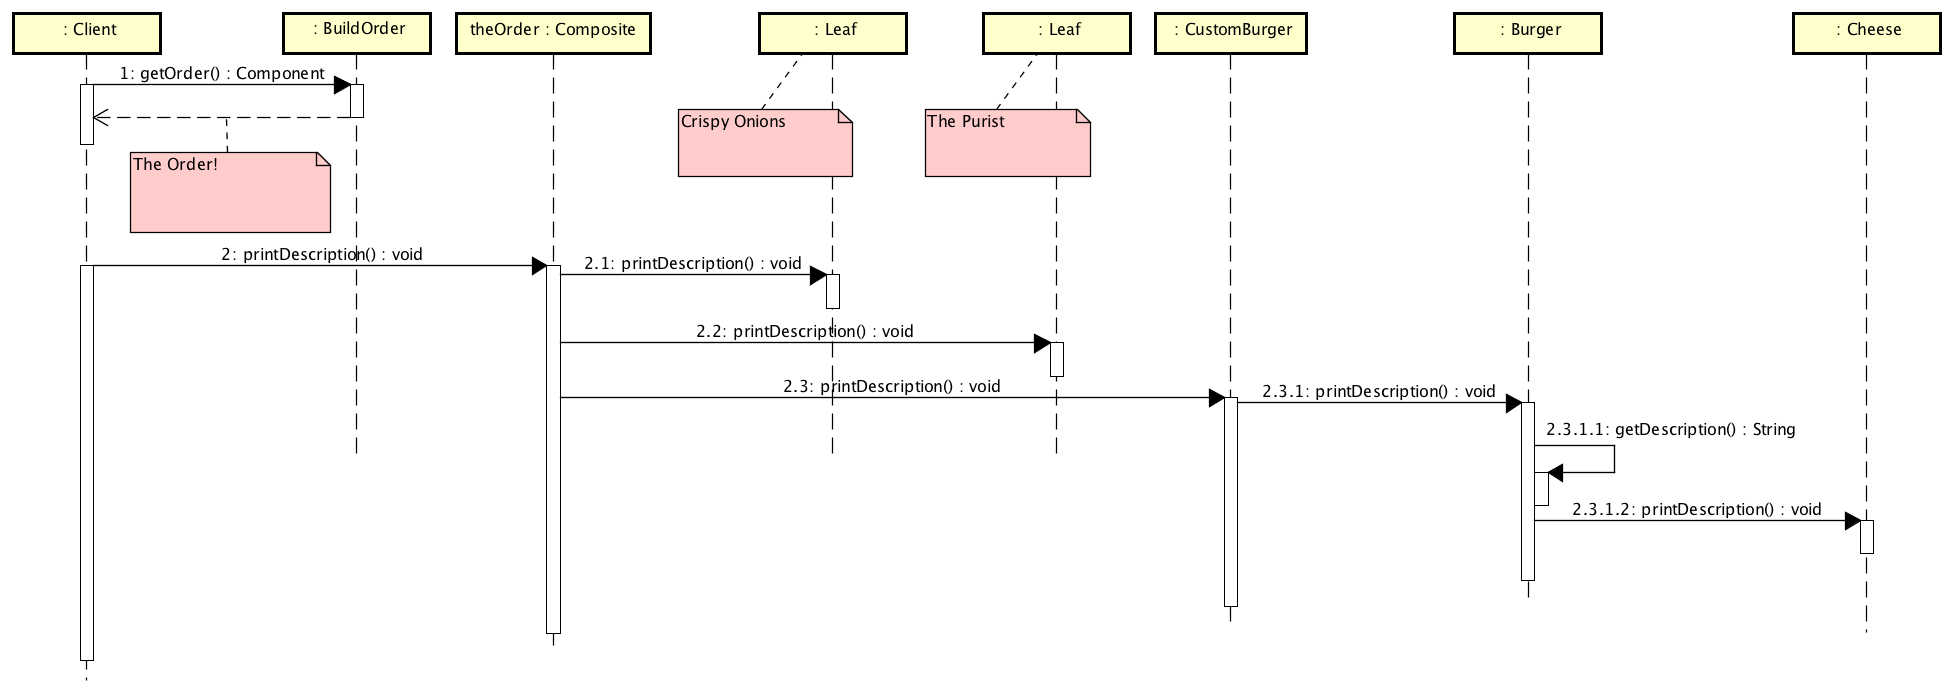 : Client
: BuildOrder
theOrder : Composite
: Leaf
: Leaf
: CustomBurger
: Burger
: Cheese
1: getOrder() : Component
Crispy Onions
The Purist
The Order!
2: printDescription() : void
2.1: printDescription() : void
2.2: printDescription() : void
2.3: printDescription() : void
2.3.1: printDescription() : void
2.3.1.1: getDescription() : String
2.3.1.2: printDescription() : void